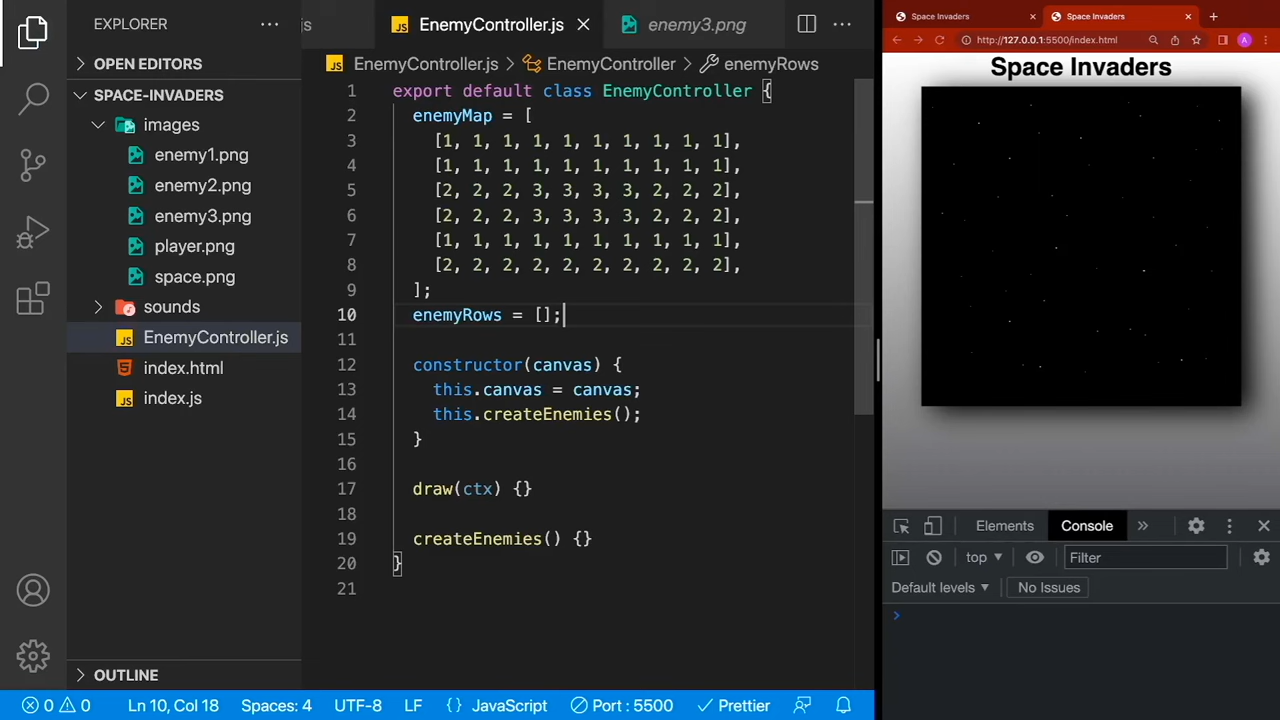 EXPLORER
OPEN EDITORS
SPACE-INVADERS
images
enemy1.png
enemy2.png
enemy3.png
player.png
space.png
sounds
EnemyController.js
index.html
index.js
OUTLINE
js
EnemyController.js
enemy3.png
EnemyController.js > EnemyController > enemyRows
1 export default class EnemyController {
2 enemyMap = [
3 [1, 1, 1, 1, 1, 1, 1, 1, 1, 1],
4 [1, 1, 1, 1, 1, 1, 1, 1, 1, 1],
5 [2, 2, 2, 3, 3, 3, 3, 2, 2, 2],
6 [2, 2, 2, 3, 3, 3, 3, 2, 2, 2],
7 [1, 1, 1, 1, 1, 1, 1, 1, 1, 1],
8 [2, 2, 2, 2, 2, 2, 2, 2, 2, 2],
9 ];
10 enemyRows = [];
11
12 constructor(canvas) {
13 this.canvas = canvas;
14 this.createEnemies();
15 }
16
17 draw(ctx) {}
18
19 createEnemies() {}
20 }
21
Space Invaders
Space Invaders
http://127.0.0.1:5500/index.html
A
Space Invaders
Elements
Console
top
Filter
Default levels
No Issues
0 0
Ln 10, Col 18
Spaces: 4
UTF-8
LF
{ } JavaScript
Port : 5500
Prettier